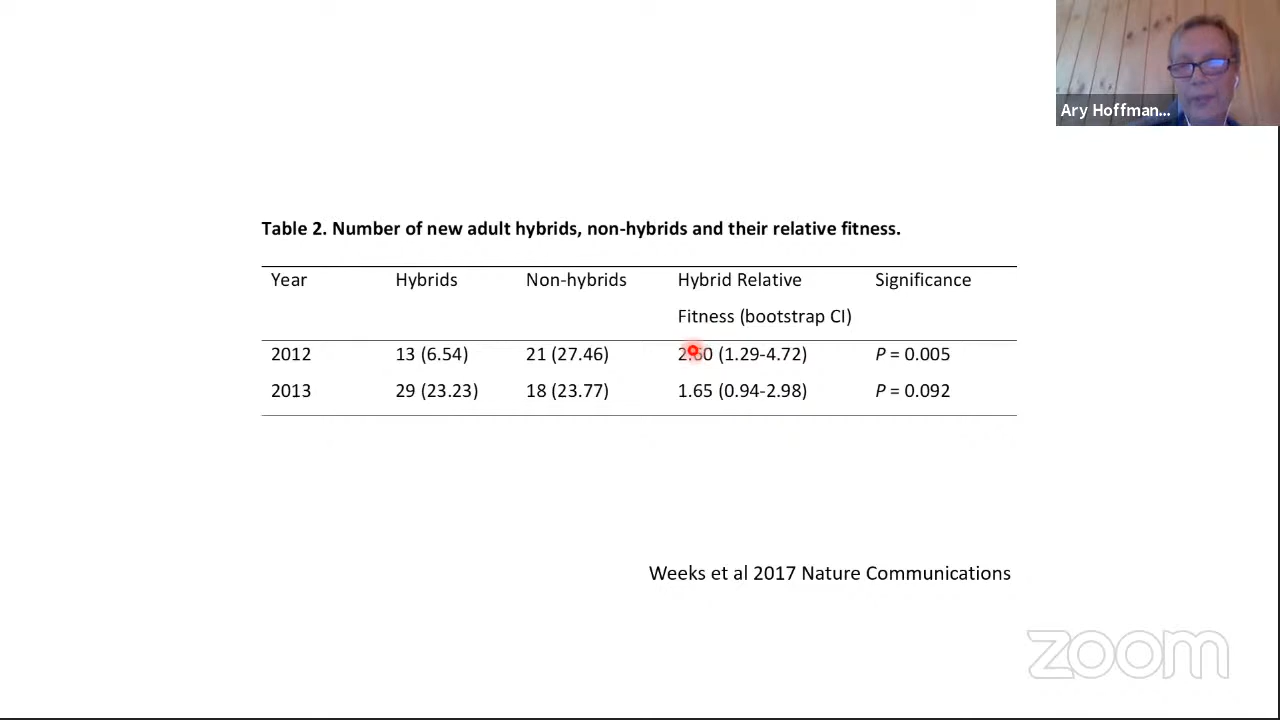 Ary Hoffman...
Table 2. Number of new adult hybrids, non-hybrids and their relative fitness.
Year Hybrids Non-hybrids Hybrid Relative Significance
Fitness (bootstrap CI)
2012 13 (6.54) 21 (27.46) 2.60 (1.29-4.72) P = 0.005
2013 29 (23.23) 18 (23.77) 1.65 (0.94-2.98) P = 0.092
Weeks et al 2017 Nature Communications
zoom